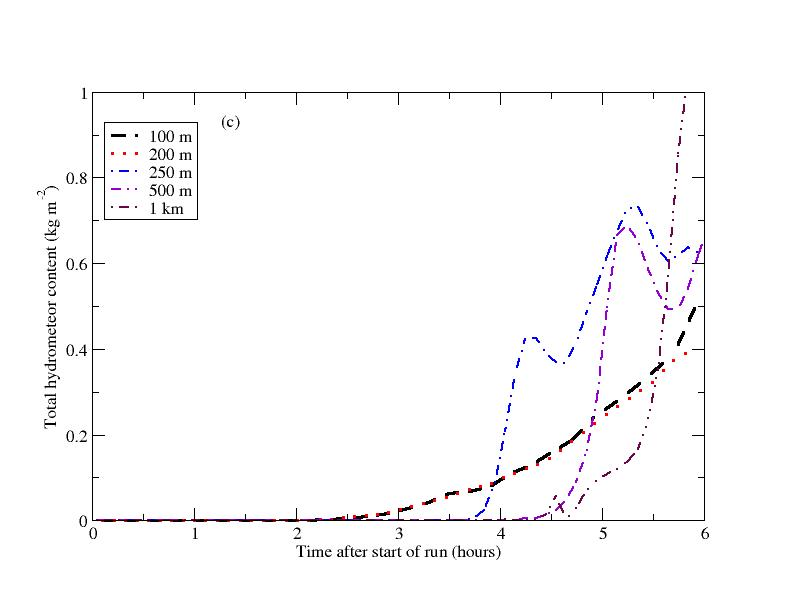 (c)
100 m
200 m
250 m
500 m
1 km
Total hydrometeor content (kg m⁻²)
1
0.8
0.6
0.4
0.2
0
0 1 2 3 4 5 6
Time after start of run (hours)